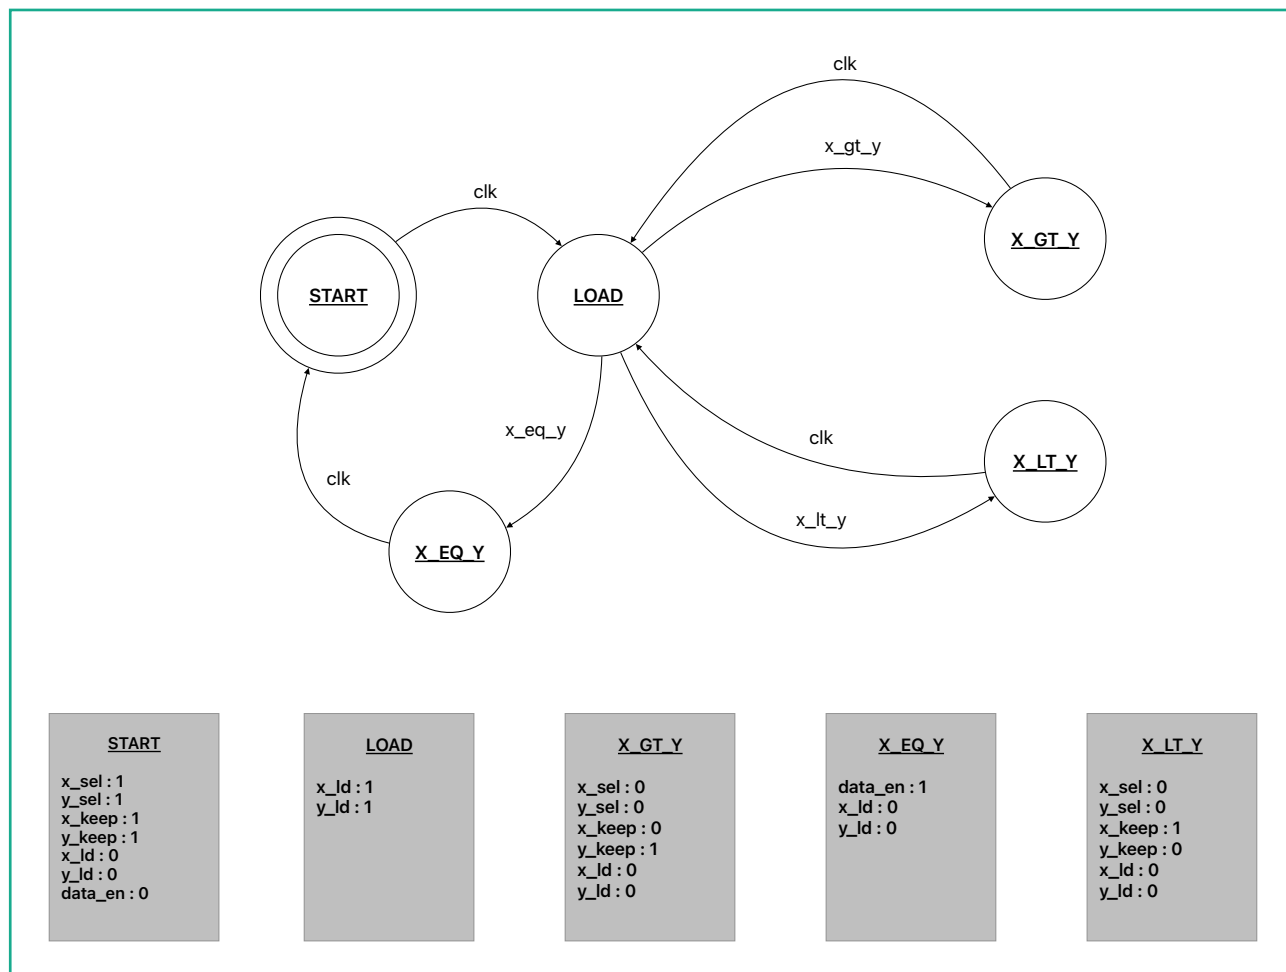 clk
x_gt_y
clk
X_GT_Y
START
LOAD
x_eq_y
clk
X_LT_Y
clk
x_lt_y
X_EQ_Y
START
x_sel : 1
y_sel : 1
x_keep : 1
y_keep : 1
x_ld : 0
y_ld : 0
data_en : 0
LOAD
x_ld : 1
y_ld : 1
X_GT_Y
x_sel : 0
y_sel : 0
x_keep : 0
y_keep : 1
x_ld : 0
y_ld : 0
X_EQ_Y
data_en : 1
x_ld : 0
y_ld : 0
X_LT_Y
x_sel : 0
y_sel : 0
x_keep : 1
y_keep : 0
x_ld : 0
y_ld : 0